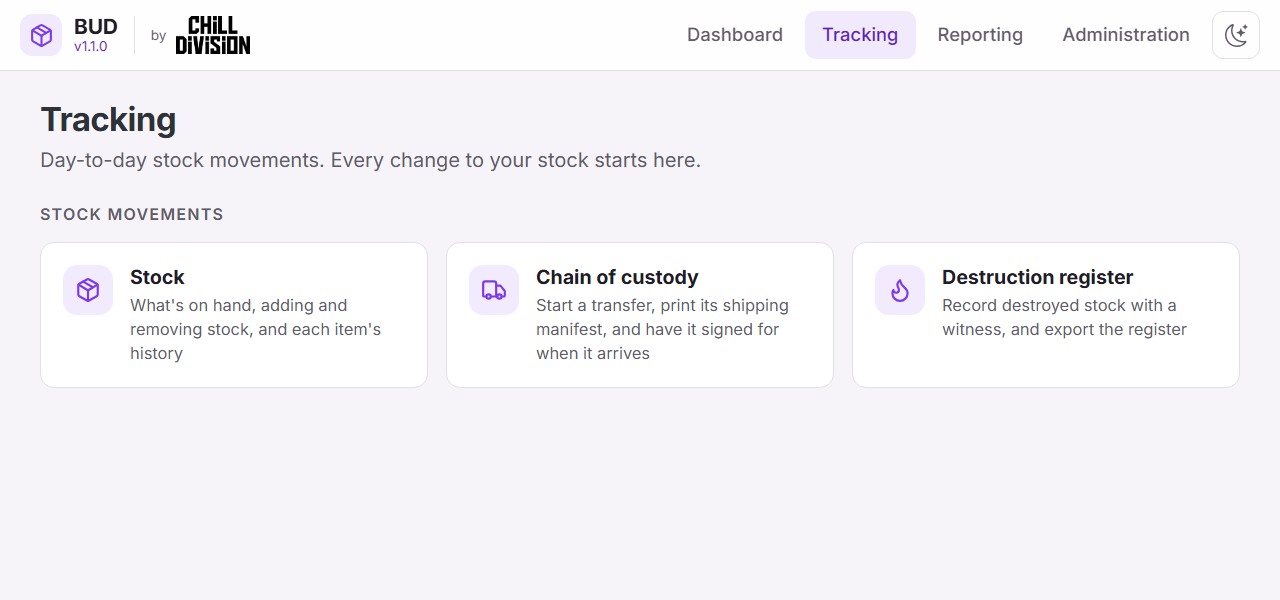 BUD
v1.1.0
by
CHiLL
DiViSiON
Dashboard
Tracking
Reporting
Administration
Tracking
Day-to-day stock movements. Every change to your stock starts here.
STOCK MOVEMENTS
Stock
What's on hand, adding and
removing stock, and each item's
history
Chain of custody
Start a transfer, print its shipping
manifest, and have it signed for
when it arrives
Destruction register
Record destroyed stock with a
witness, and export the register